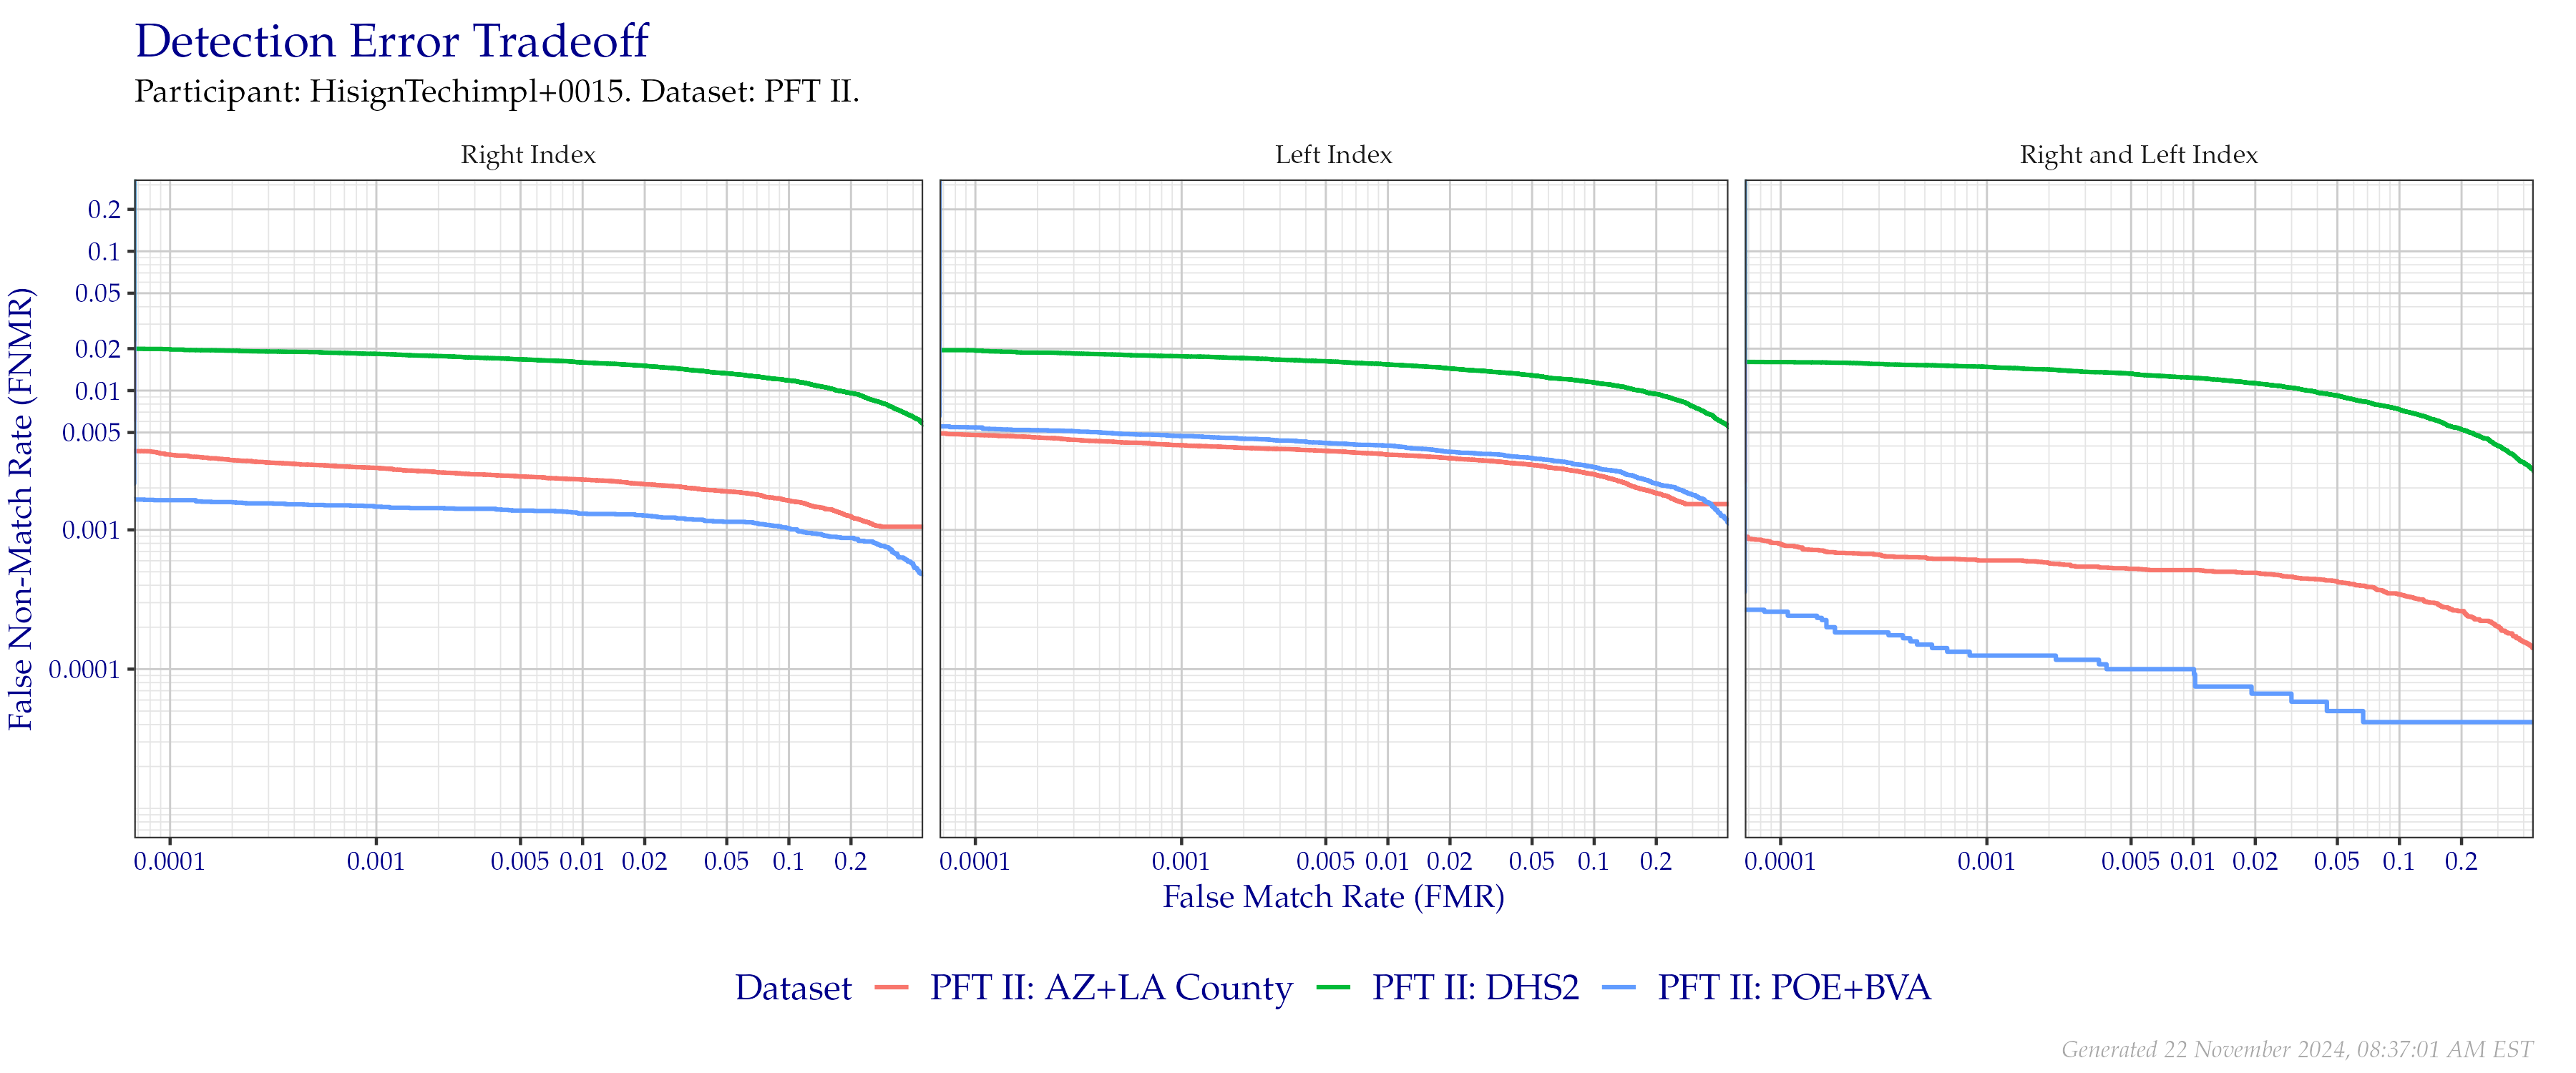 Detection Error Tradeoff
Participant: HisignTechimpl+0015. Dataset: PFT II.
Right Index
Left Index
Right and Left Index
False Non-Match Rate (FNMR)
0.2
0.1
0.05
0.02
0.01
0.005
0.001
0.0001
0.0001 0.001 0.005 0.01 0.02 0.05 0.1 0.2
0.0001 0.001 0.005 0.01 0.02 0.05 0.1 0.2
0.0001 0.001 0.005 0.01 0.02 0.05 0.1 0.2
False Match Rate (FMR)
Dataset PFT II: AZ+LA County PFT II: DHS2 PFT II: POE+BVA
Generated 22 November 2024, 08:37:01 AM EST